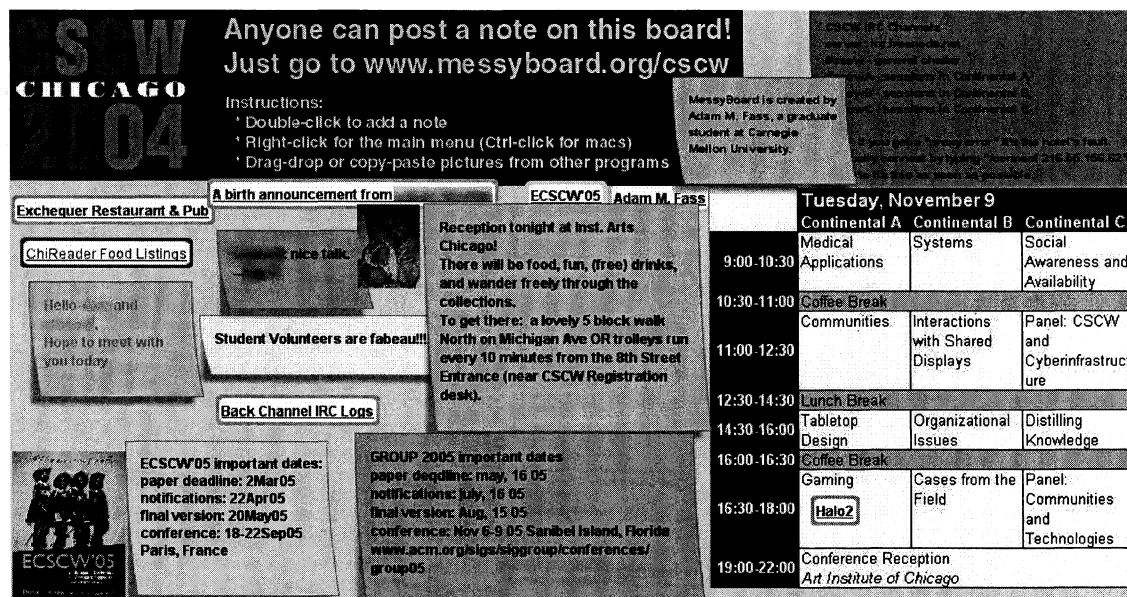 CSCW
CHICAGO
2004
Anyone can post a note on this board!
Just go to www.messyboard.org/cscw
Instructions:
* Double-click to add a note
* Right-click for the main menu (Ctrl-click for macs)
* Drag-drop or copy-paste pictures from other programs
MessyBoard is created by
Adam M. Fass, a graduate
student at Carnegie
Mellon University.
CSCW IRC Channels
Exchequer Restaurant & Pub
A birth announcement from
ECSCW'05
Adam M. Fass
ChiReader Food Listings
nice talk.
Hello and
Hope to meet with
you today
Student Volunteers are fabeau!!!
Reception tonight at Inst. Arts
Chicago!
There will be food, fun, (free) drinks,
and wander freely through the
collections.
To get there: a lovely 5 block walk
North on Michigan Ave OR trolleys run
every 10 minutes from the 8th Street
Entrance (near CSCW Registration
desk).
Back Channel IRC Logs
ECSCW'05 important dates:
paper deadline: 2Mar05
notifications: 22Apr05
final version: 20May05
conference: 18-22Sep05
Paris, France
ECSCW'05
GROUP 2005 important dates
paper deqdline: may, 16 05
notifications: july, 16 05
final version: Aug, 15 05
conference: Nov 6-9 05 Sanibel Island, Florida
www.acm.org/sigs/siggroup/conferences/
group05
Tuesday, November 9
Continental A Continental B Continental C
9:00-10:30 Medical Systems Social
Applications Awareness and
Availability
10:30-11:00 Coffee Break
11:00-12:30 Communities Interactions Panel: CSCW
with Shared and
Displays Cyberinfrastruct
ure
12:30-14:30 Lunch Break
14:30-16:00 Tabletop Organizational Distilling
Design Issues Knowledge
16:00-16:30 Coffee Break
16:30-18:00 Gaming Cases from the Panel:
Field Communities
Halo2 and
Technologies
19:00-22:00 Conference Reception
Art Institute of Chicago